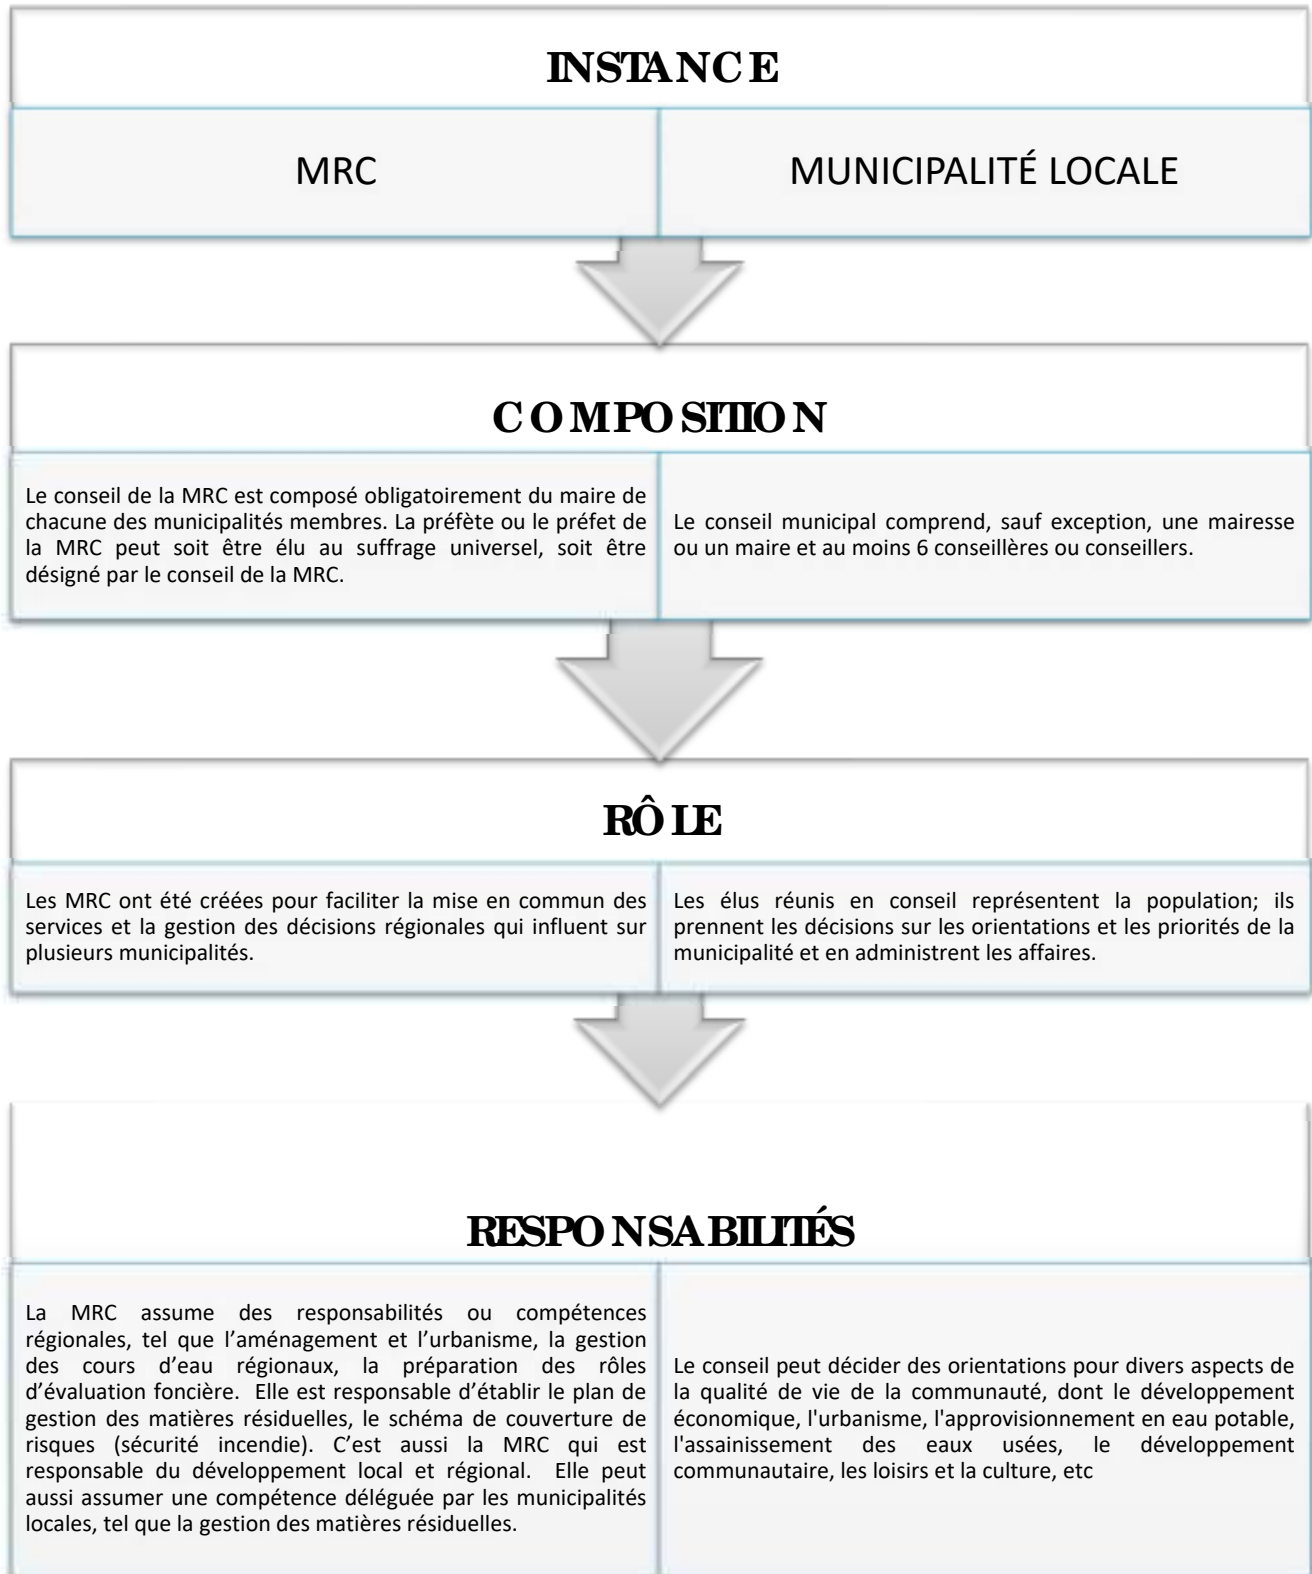 INSTANCE
MRC
MUNICIPALITÉ LOCALE
COMPOSITION
Le conseil de la MRC est composé obligatoirement du maire de
chacune des municipalités membres. La préfète ou le préfet de
la MRC peut soit être élu au suffrage universel, soit être
désigné par le conseil de la MRC.
Le conseil municipal comprend, sauf exception, une mairesse
ou un maire et au moins 6 conseillères ou conseillers.
RÔLE
Les MRC ont été créées pour faciliter la mise en commun des
services et la gestion des décisions régionales qui influent sur
plusieurs municipalités.
Les élus réunis en conseil représentent la population; ils
prennent les décisions sur les orientations et les priorités de la
municipalité et en administrent les affaires.
RESPONSABILITÉS
La MRC assume des responsabilités ou compétences
régionales, tel que l’aménagement et l’urbanisme, la gestion
des cours d’eau régionaux, la préparation des rôles
d’évaluation foncière. Elle est responsable d’établir le plan de
gestion des matières résiduelles, le schéma de couverture de
risques (sécurité incendie). C’est aussi la MRC qui est
responsable du développement local et régional. Elle peut
aussi assumer une compétence déléguée par les municipalités
locales, tel que la gestion des matières résiduelles.
Le conseil peut décider des orientations pour divers aspects de
la qualité de vie de la communauté, dont le développement
économique, l'urbanisme, l'approvisionnement en eau potable,
l'assainissement des eaux usées, le développement
communautaire, les loisirs et la culture, etc